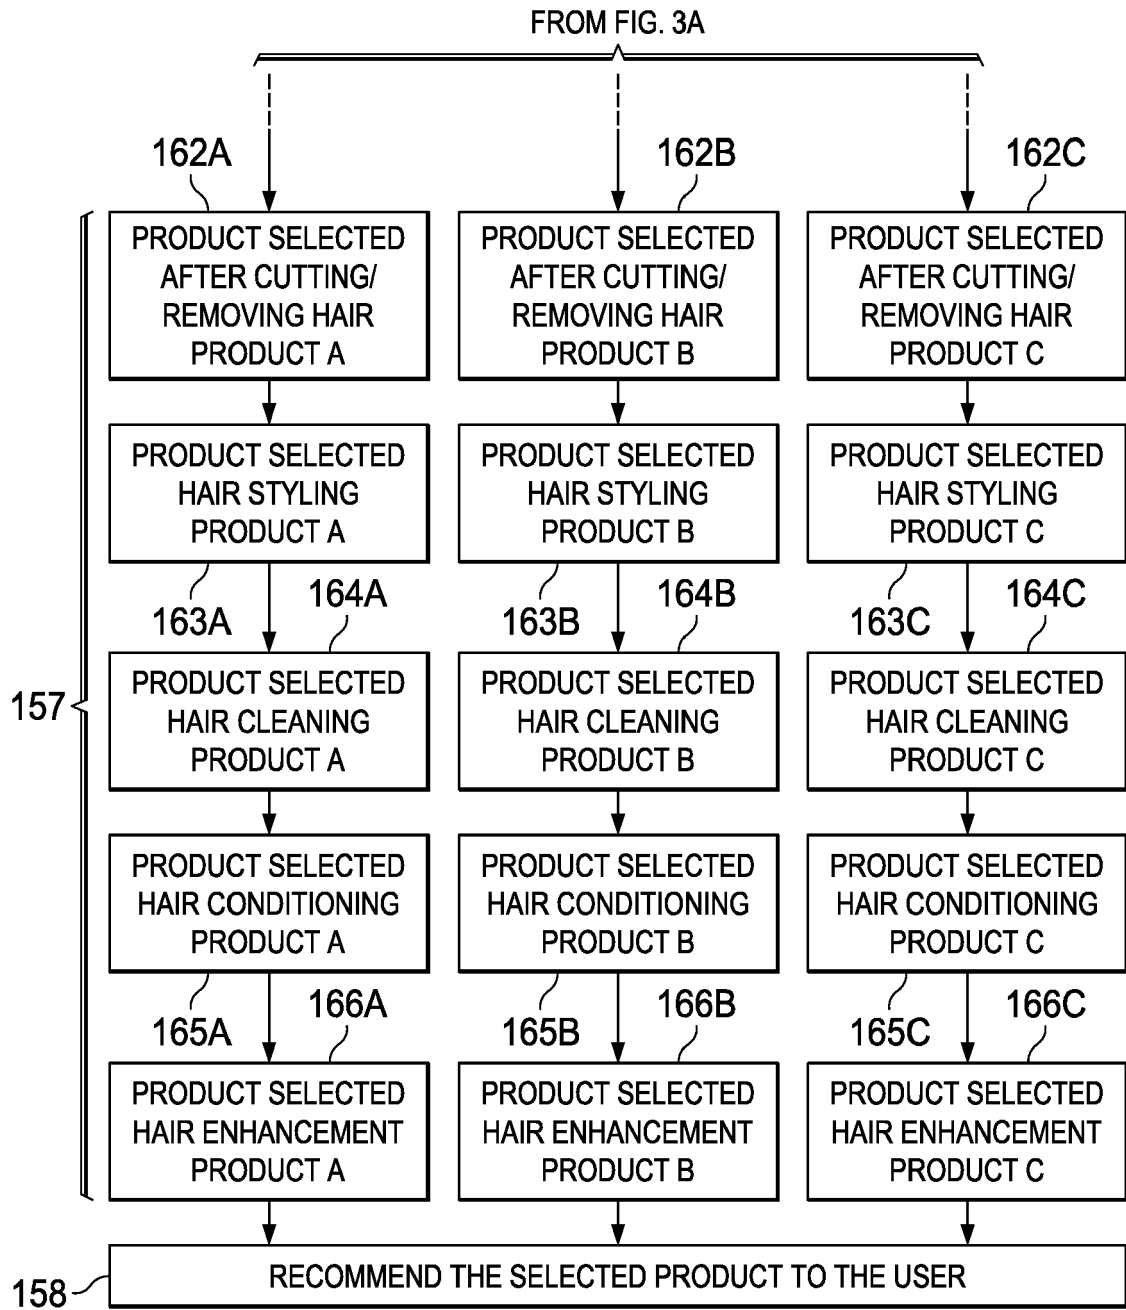 FROM FIG. 3A
162A
162B
162C
PRODUCT SELECTED
AFTER CUTTING/
REMOVING HAIR
PRODUCT A
PRODUCT SELECTED
AFTER CUTTING/
REMOVING HAIR
PRODUCT B
PRODUCT SELECTED
AFTER CUTTING/
REMOVING HAIR
PRODUCT C
PRODUCT SELECTED
HAIR STYLING
PRODUCT A
PRODUCT SELECTED
HAIR STYLING
PRODUCT B
PRODUCT SELECTED
HAIR STYLING
PRODUCT C
163A
164A
163B
164B
163C
164C
157
PRODUCT SELECTED
HAIR CLEANING
PRODUCT A
PRODUCT SELECTED
HAIR CLEANING
PRODUCT B
PRODUCT SELECTED
HAIR CLEANING
PRODUCT C
PRODUCT SELECTED
HAIR CONDITIONING
PRODUCT A
PRODUCT SELECTED
HAIR CONDITIONING
PRODUCT B
PRODUCT SELECTED
HAIR CONDITIONING
PRODUCT C
165A
166A
165B
166B
165C
166C
PRODUCT SELECTED
HAIR ENHANCEMENT
PRODUCT A
PRODUCT SELECTED
HAIR ENHANCEMENT
PRODUCT B
PRODUCT SELECTED
HAIR ENHANCEMENT
PRODUCT C
158
RECOMMEND THE SELECTED PRODUCT TO THE USER